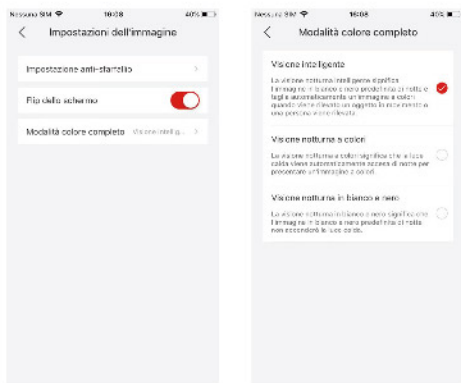 Nessuna SIM 16:08 40%
Impostazioni dell'immagine
Impostazione anti-sfarfallio
Flip dello schermo
Modalità colore completo Visione intellig...
Nessuna SIM 16:08 40%
Modalità colore completo
Visione intelligente
La visione notturna intelligente significa
l'immagine in bianco e nero predefinita di notte e
taglia automaticamente un'immagine a colori
quando viene rilevato un oggetto in movimento o
una persona viene rilevata.
Visione notturna a colori
La visione notturna a colori significa che la luce
calda viene automaticamente accesa di notte per
presentare un'immagine a colori.
Visione notturna in bianco e nero
La visione notturna in bianco e nero significa che
l'immagine in bianco e nero predefinita di notte
non accenderà le luci calde.